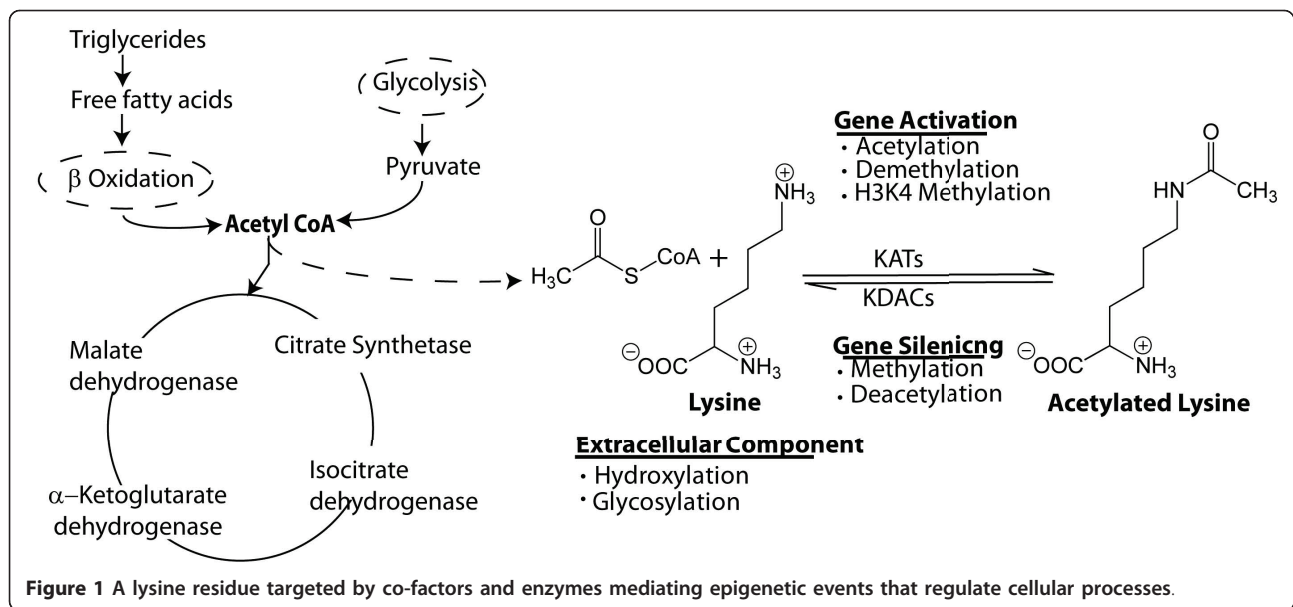 Triglycerides
Free fatty acids
β Oxidation
Glycolysis
Pyruvate
Acetyl CoA
Malate
dehydrogenase
Citrate Synthetase
α–Ketoglutarate
dehydrogenase
Isocitrate
dehydrogenase
O
H₃C
S
CoA
+
⊕
NH₃
⊖
OOC
⊕
NH₃
Lysine
Extracellular Component
· Hydroxylation
· Glycosylation
Gene Activation
· Acetylation
· Demethylation
· H3K4 Methylation
KATs
KDACs
Gene Silenicng
· Methylation
· Deacetylation
O
HN
CH₃
⊖
OOC
⊕
NH₃
Acetylated Lysine
Figure 1 A lysine residue targeted by co-factors and enzymes mediating epigenetic events that regulate cellular processes.